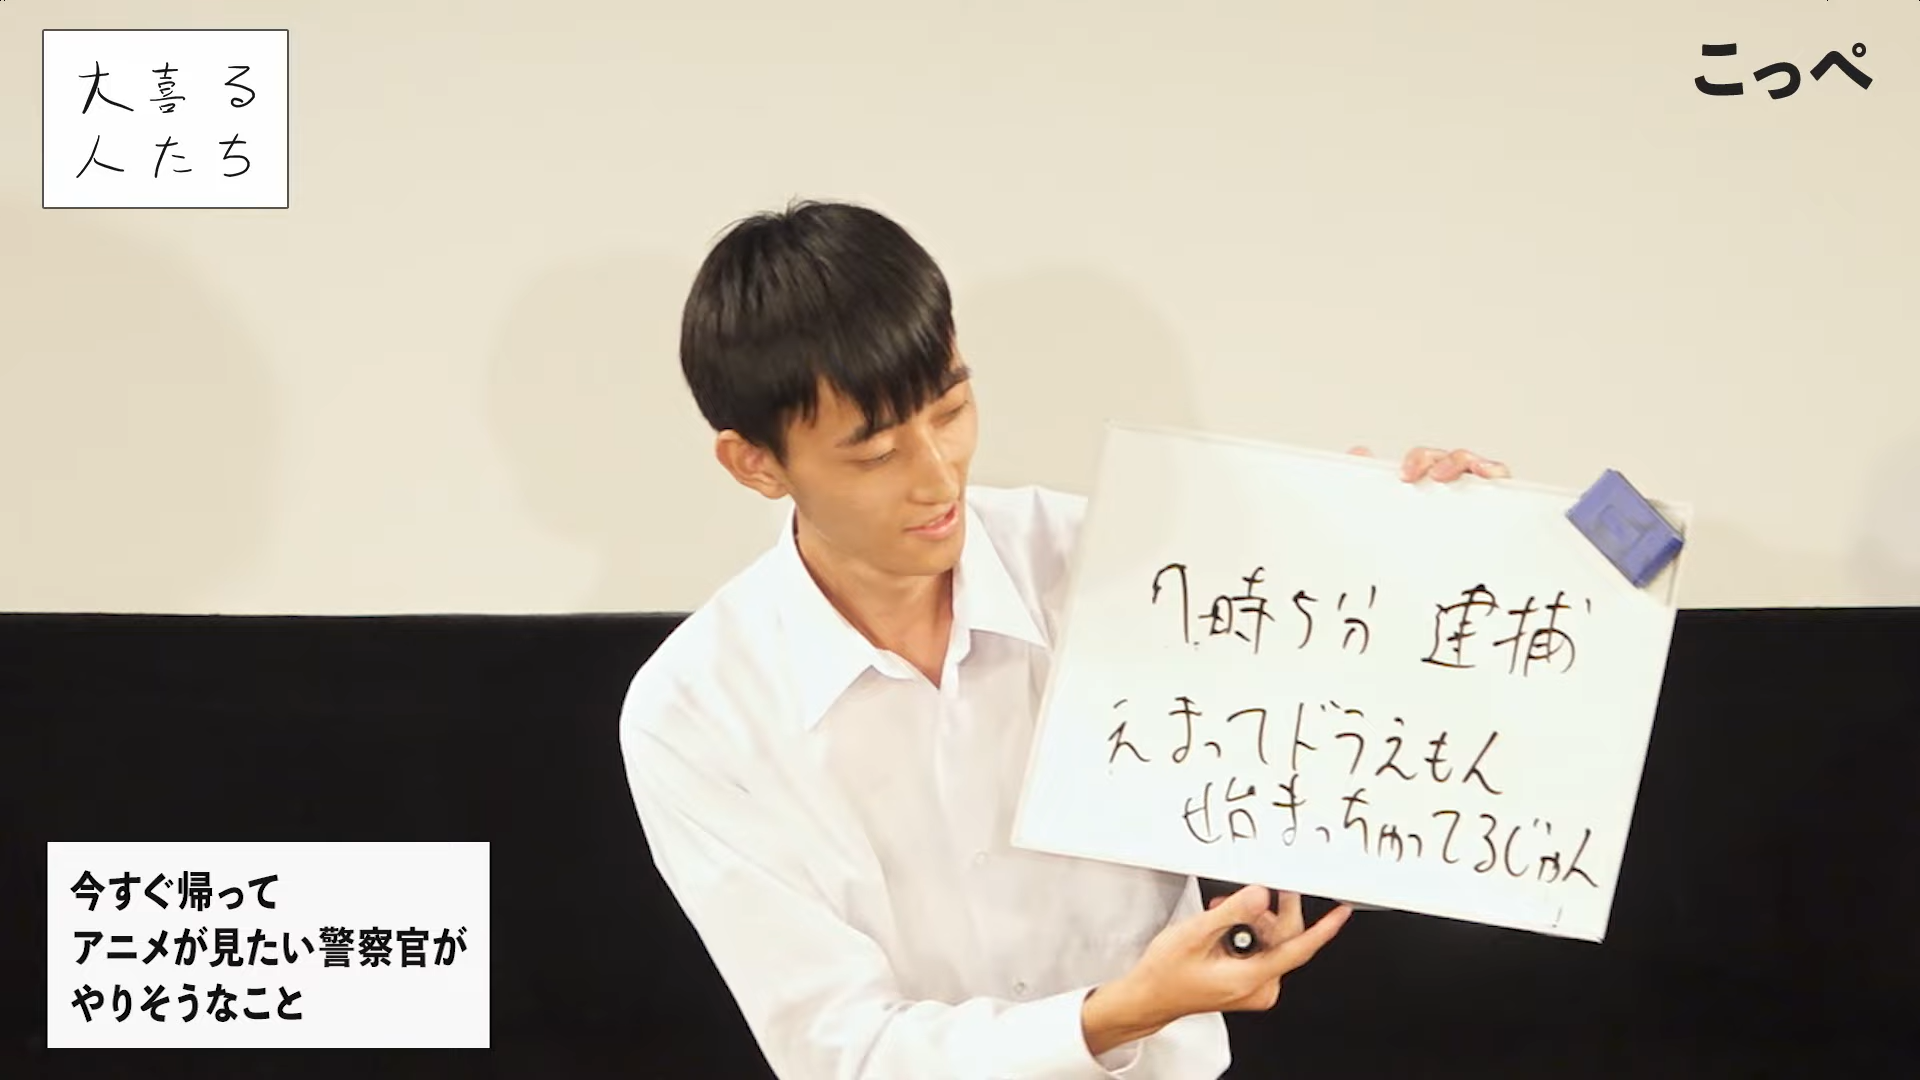 大喜る
人たち
こっぺ
7時5分 逮捕
えまってドラえもん
始まっちゃってるじゃん
今すぐ帰って
アニメが見たい警察官が
やりそうなこと